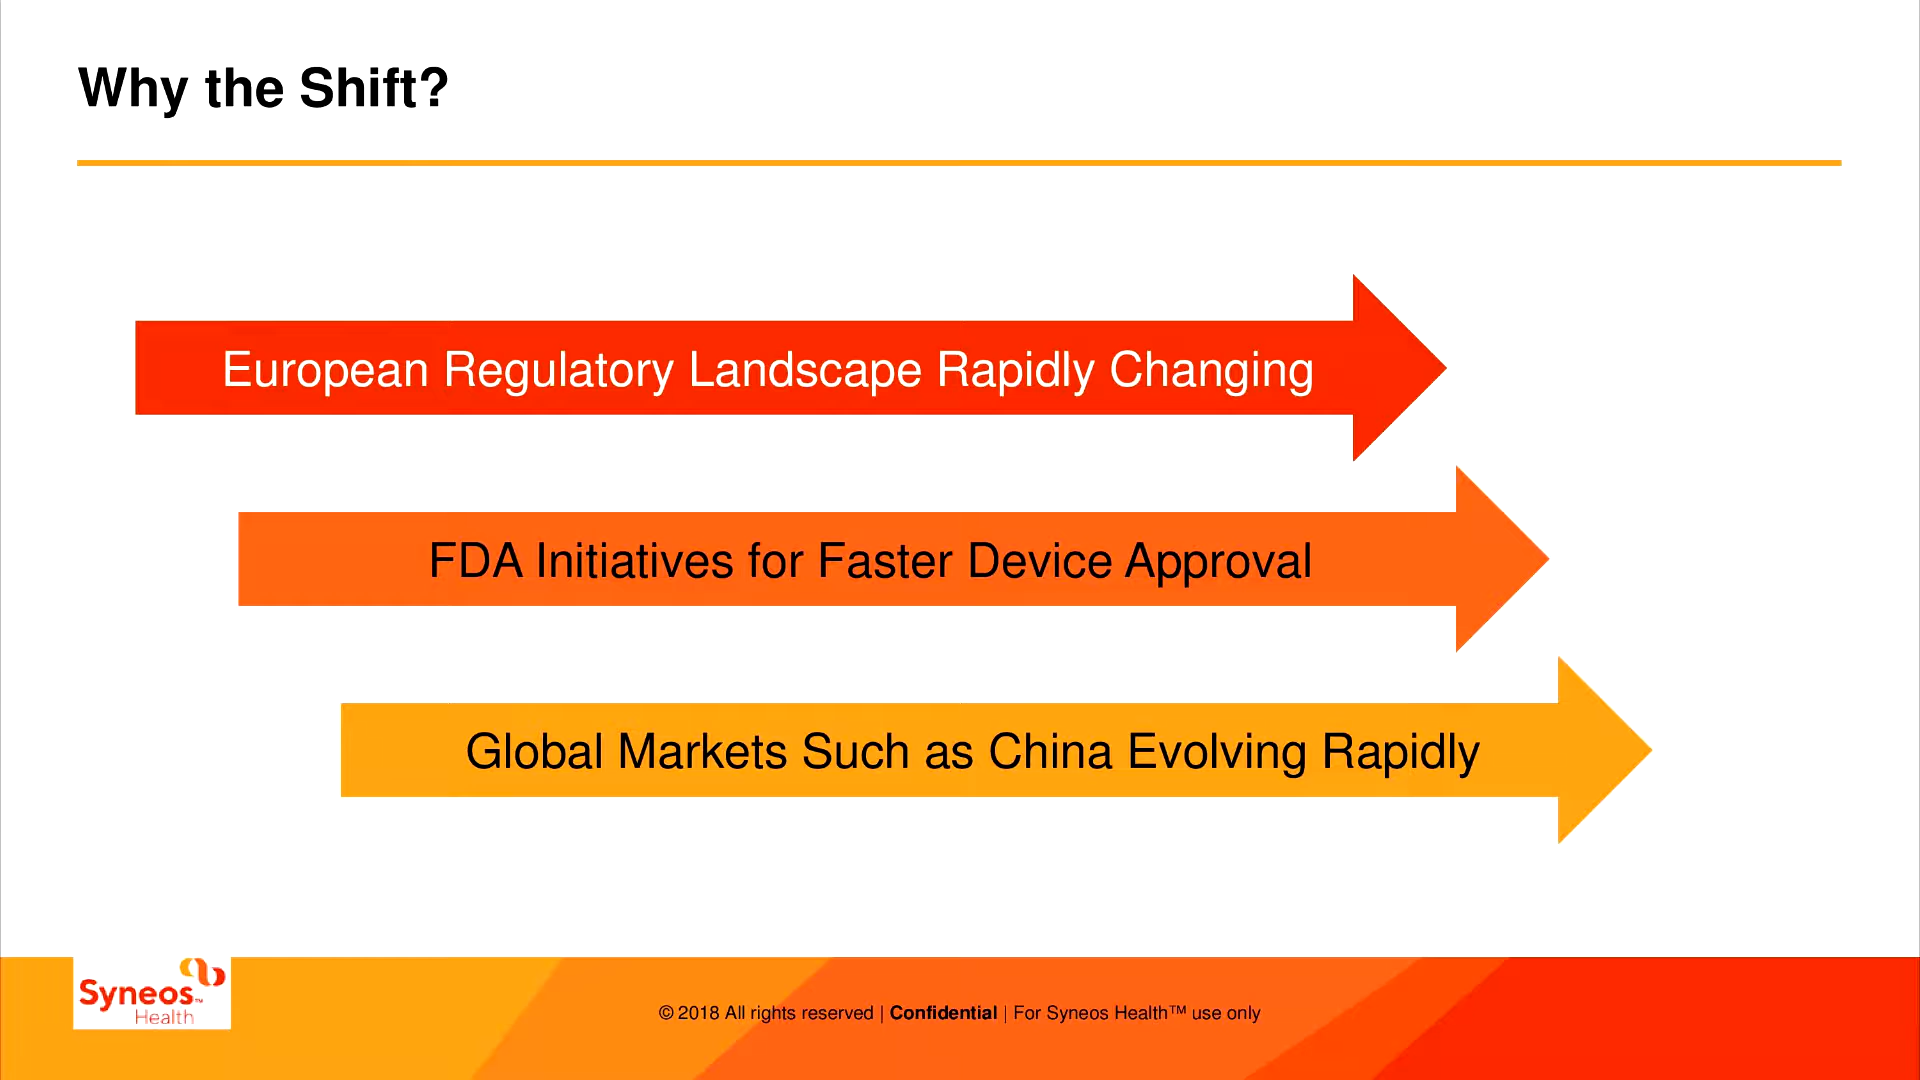 Why the Shift?
European Regulatory Landscape Rapidly Changing
FDA Initiatives for Faster Device Approval
Global Markets Such as China Evolving Rapidly
Syneos™
Health
© 2018 All rights reserved | Confidential | For Syneos Health™ use only